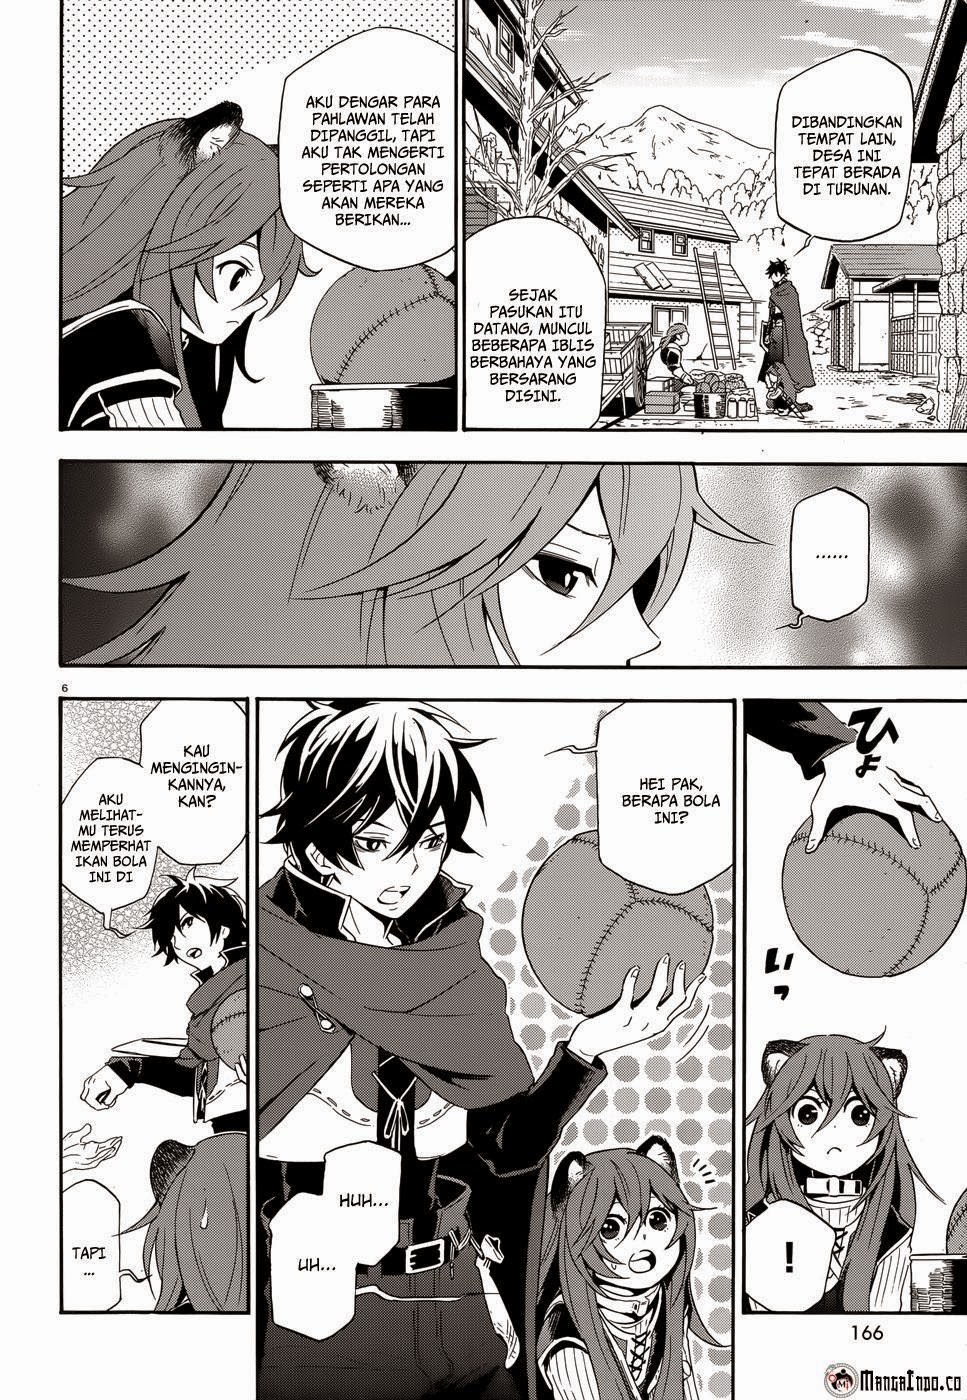 DIBANDINGKAN
TEMPAT LAIN,
DESA INI
TEPAT BERADA
DI TURUNAN.
SEJAK
PASUKAN ITU
DATANG, MUNCUL
BEBERAPA IBLIS
BERBAHAYA YANG
BERSARANG
DISINI.
AKU DENGAR PARA
PAHLAWAN TELAH
DIPANGGIL, TAPI
AKU TAK MENGERTI
PERTOLONGAN
SEPERTI APA YANG
AKAN MEREKA
BERIKAN...
......
6
ひょ
いっ
!
HEI PAK,
BERAPA BOLA
INI?
HUH...
UH...
KAU
MENGINGIN-
KANNYA,
KAN?
AKU
MELIHAT-
MU TERUS
MEMPERHAT
IKAN BOLA
INI DI
TAPI
...
166
MI
MangaIndo.co